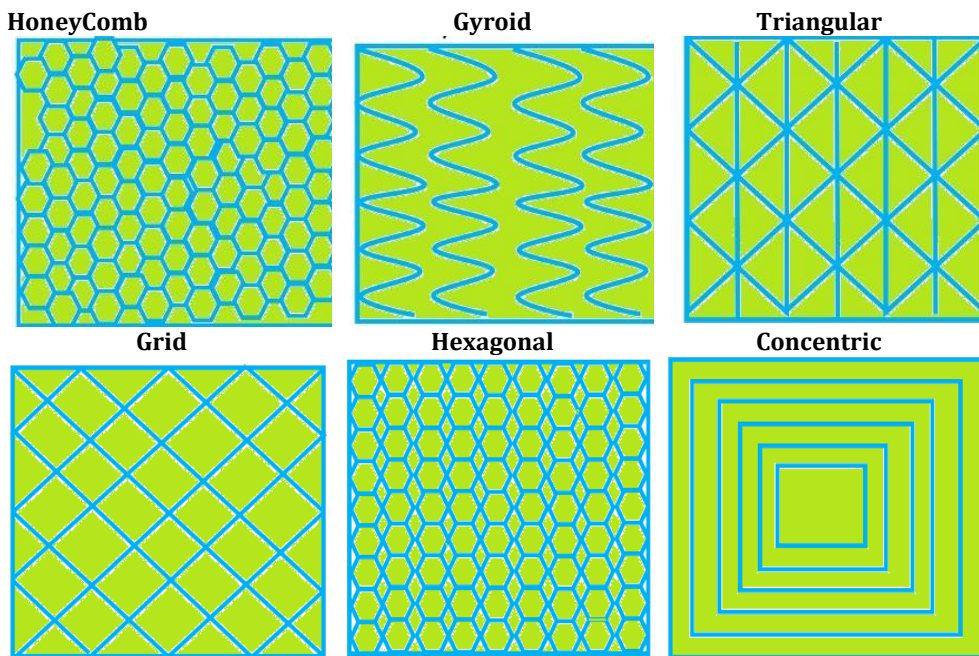 HoneyComb
Gyroid
Triangular
Grid
Hexagonal
Concentric